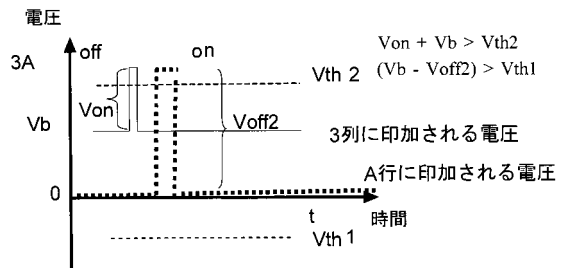 電圧
3A
off
on
Von + Vb > Vth2
(Vb - Voff2) > Vth1
Vth 2
Von
Voff2
Vb
3列に印加される電圧
A行に印加される電圧
0
t
時間
Vth 1